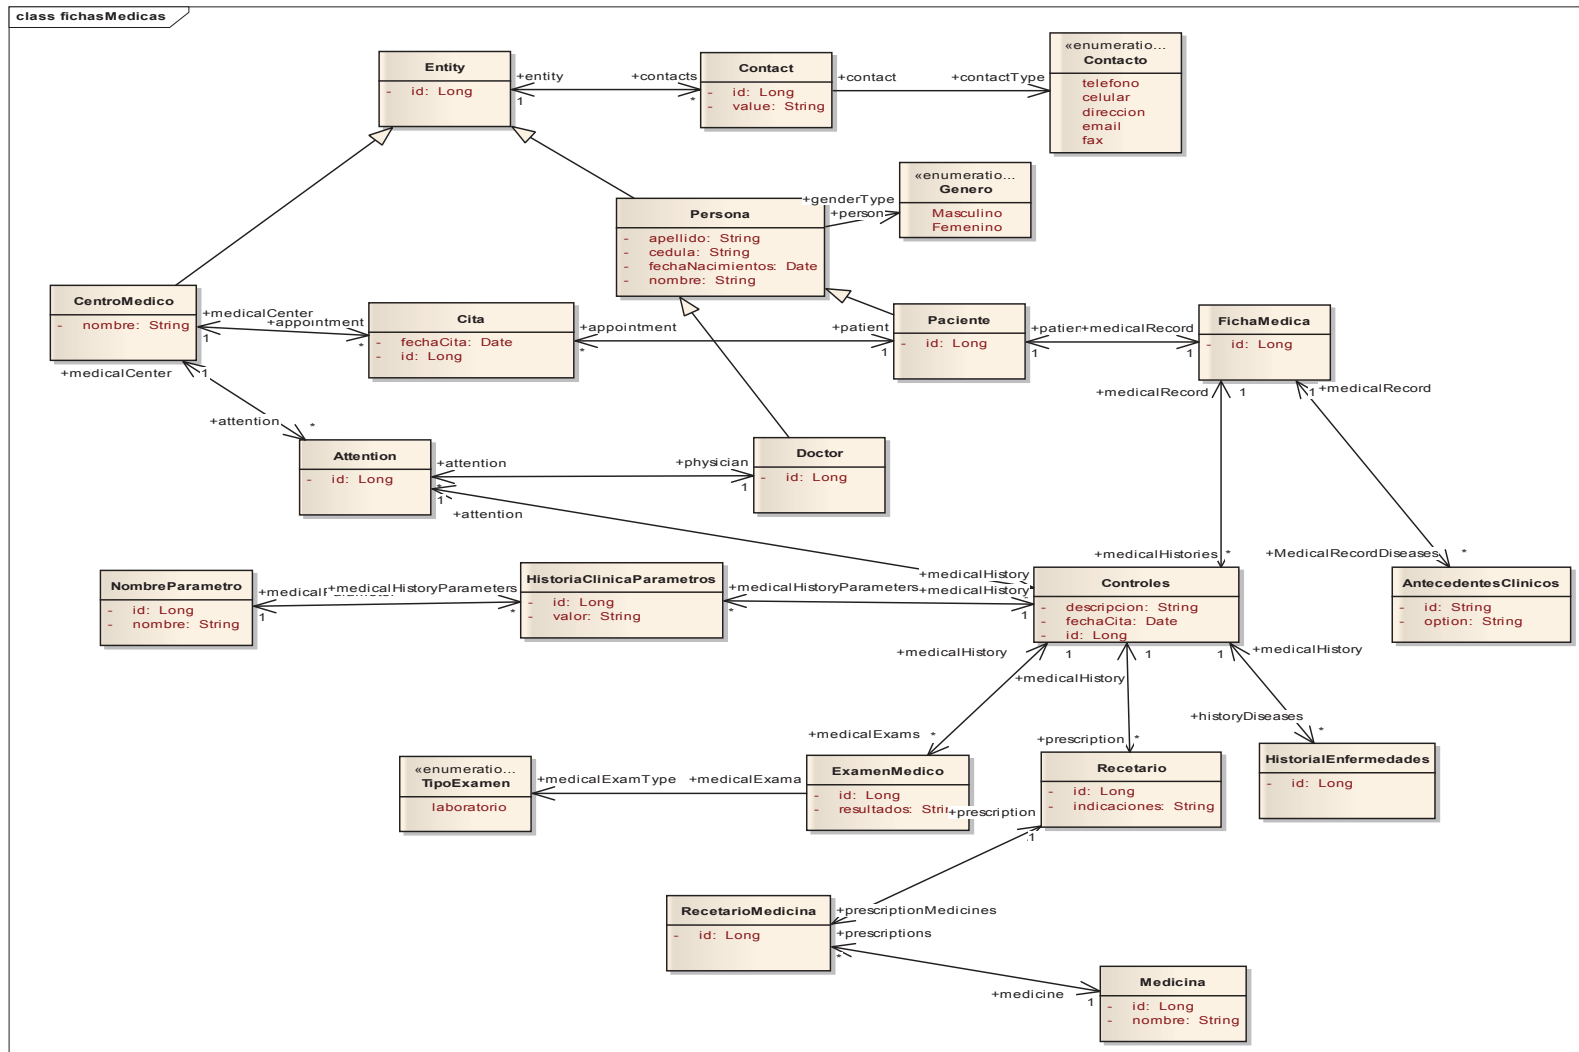 class fichasMedicas
Entity
- id: Long
+entity
1
+contacts
*
Contact
- id: Long
- value: String
+contact
+contactType
«enumeratio...
Contacto
telefono
celular
direccion
email
fax
«enumeratio...
Genero
Masculino
Femenino
+genderType
+person
Persona
- apellido: String
- cedula: String
- fechaNacimientos: Date
- nombre: String
CentroMedico
- nombre: String
+medicalCenter
+appointment
1
*
Cita
- fechaCita: Date
- id: Long
+appointment
*
+patient
1
Paciente
- id: Long
+patien
+medicalRecord
1
1
FichaMedica
- id: Long
+medicalCenter
1
+attention
*
+medicalRecord
1
1
+medicalRecord
Attention
- id: Long
+attention
*
+physician
1
Doctor
- id: Long
1
+attention
+medicalHistories
*
+MedicalRecordDiseases
*
NombreParametro
- id: Long
- nombre: String
+medicalP
+medicalHistoryParameters
1
*
HistoriaClinicaParametros
- id: Long
- valor: String
+medicalHistoryParameters
*
+medicalHistory
+medicalHistory
*
1
Controles
- descripcion: String
- fechaCita: Date
- id: Long
AntecedentesClinicos
- id: String
- option: String
+medicalHistory
1
+medicalHistory
1
1
+medicalHistory
+medicalExams
*
+prescription
*
+historyDiseases
*
«enumeratio...
TipoExamen
laboratorio
+medicalExamType
+medicalExama
ExamenMedico
- id: Long
- resultados: Strin
Recetario
- id: Long
- indicaciones: String
HistorialEnfermedades
- id: Long
+prescription
1
RecetarioMedicina
- id: Long
+prescriptionMedicines
+prescriptions
*
+medicine
1
Medicina
- id: Long
- nombre: String